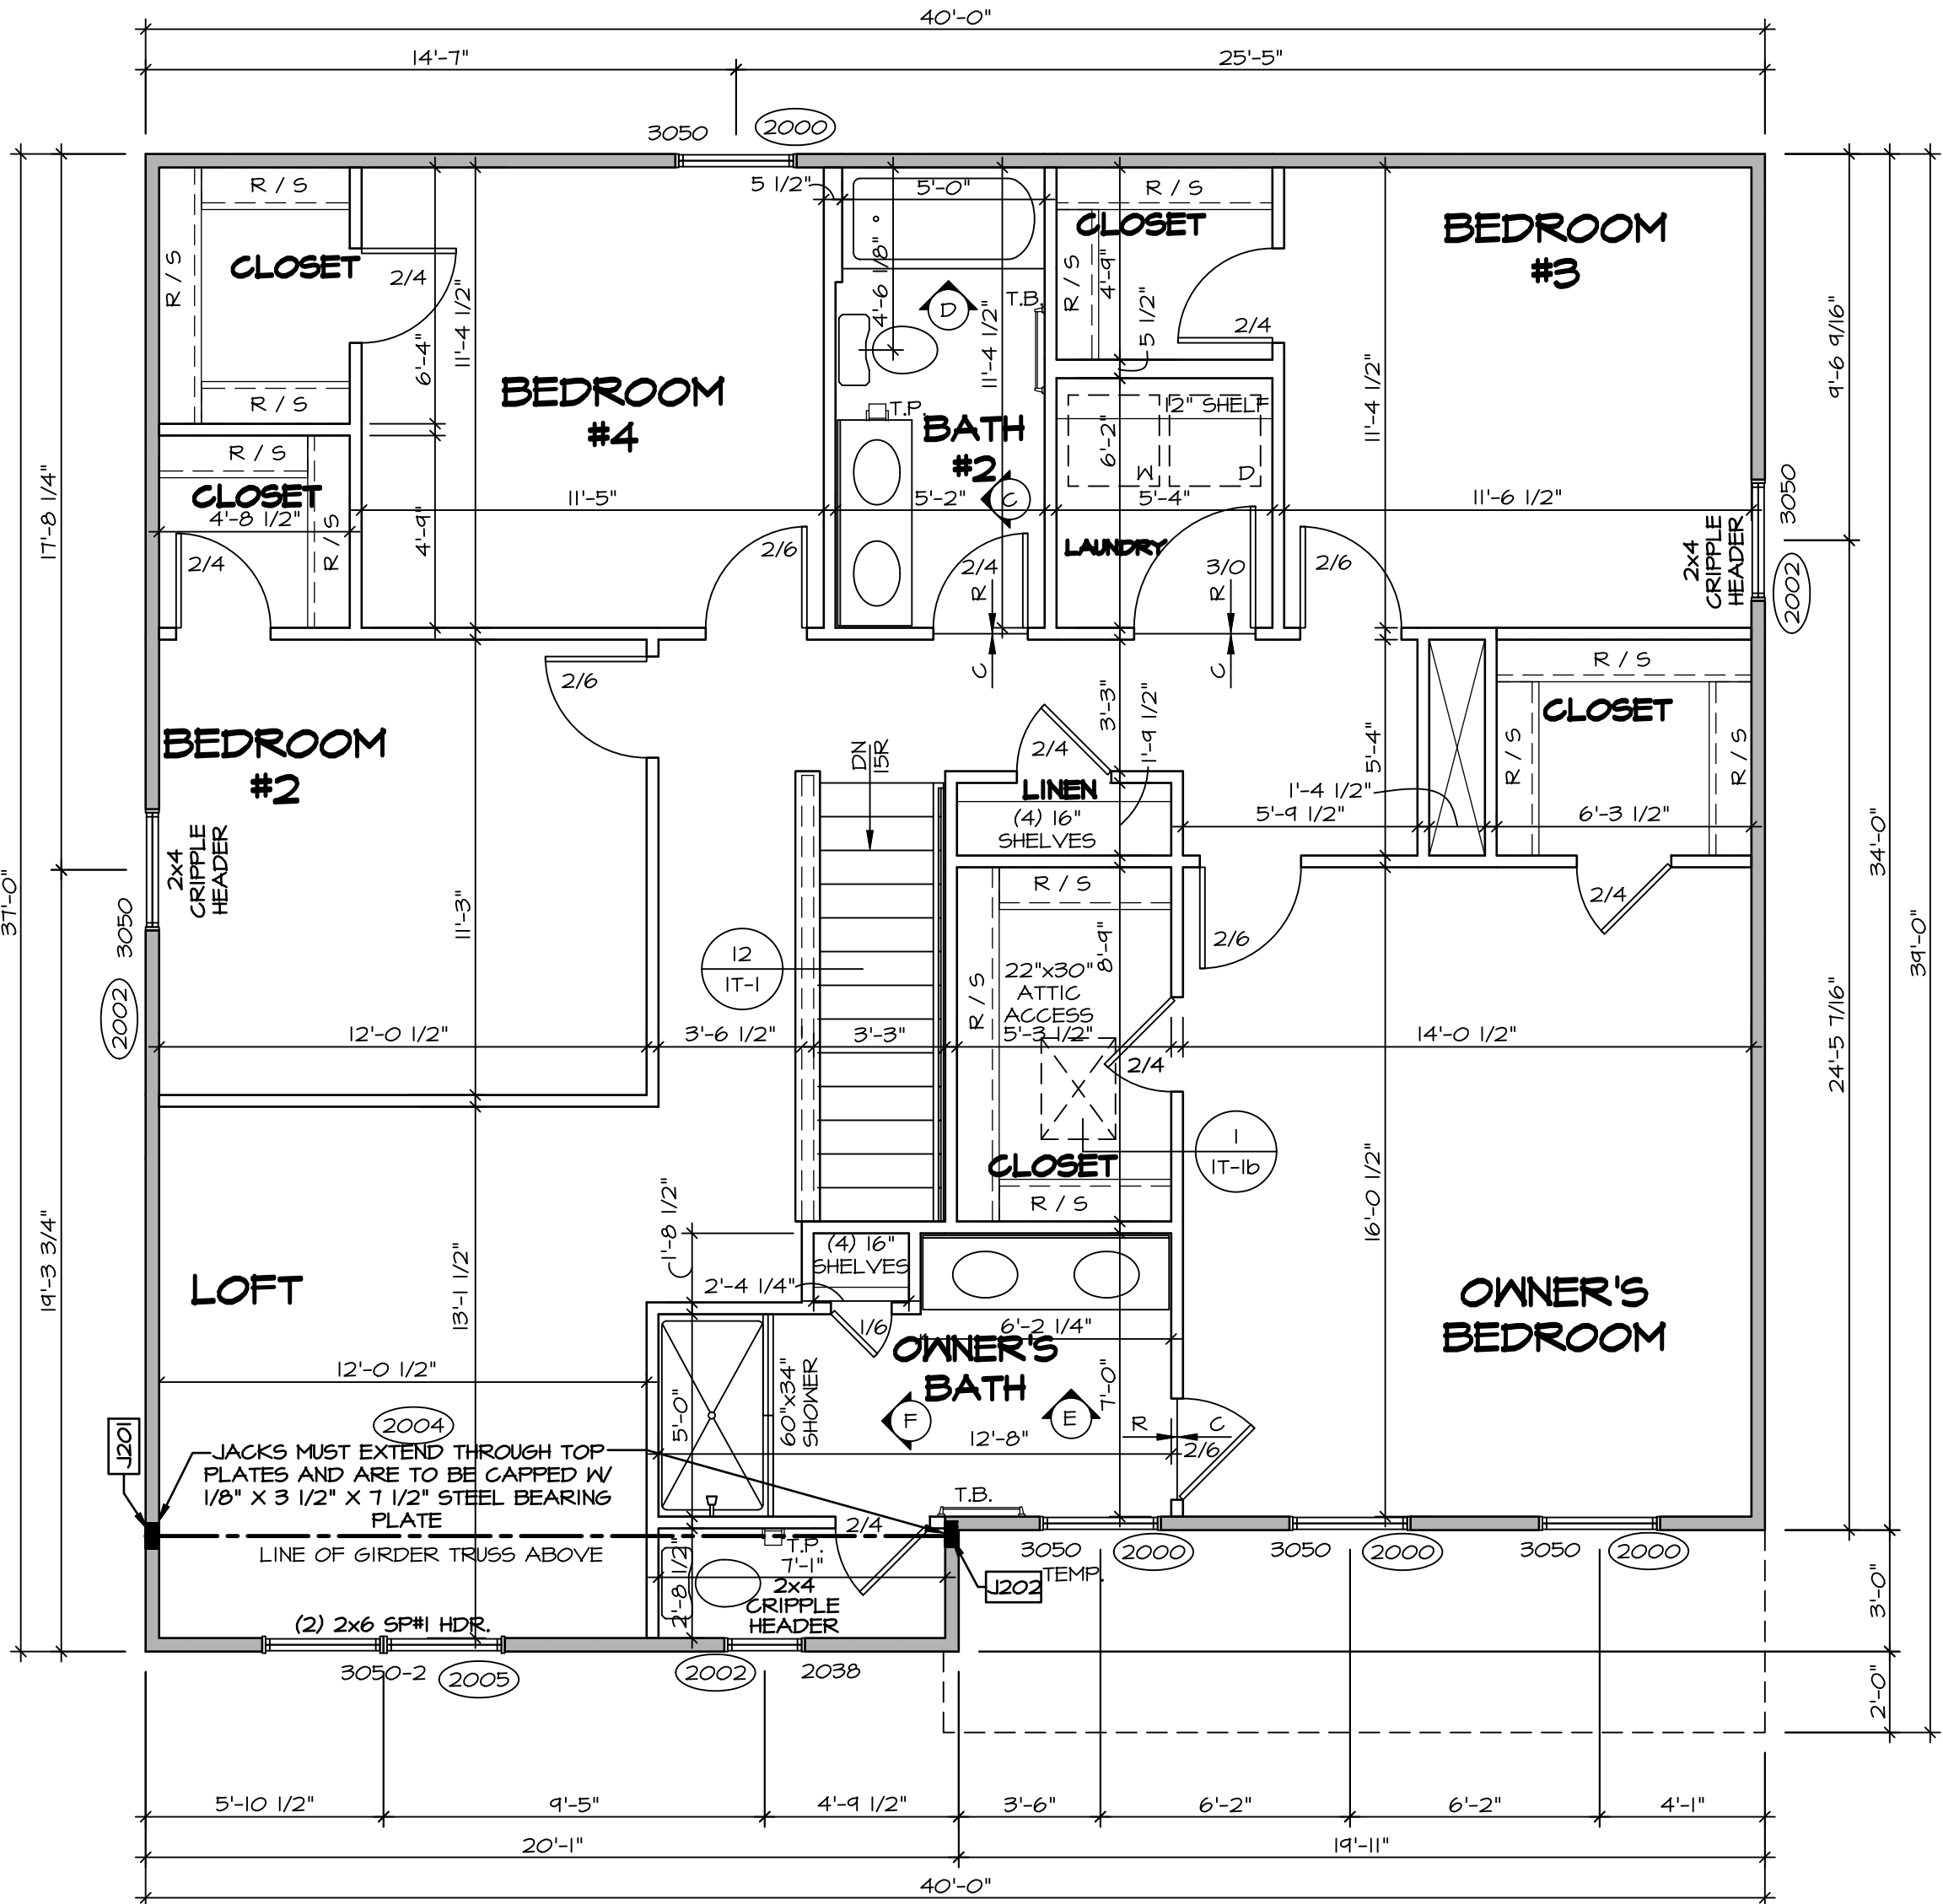 40'-0"
14'-7"
25'-5"
3050
2000
5 1/2"
5'-0"
R / S
R / S
R / S
CLOSET
2/4
6'-4"
11'-4 1/2"
R / S
BEDROOM
#4
4'-6 1/8"
D
T.B.
11'-4 1/2"
T.P.
BATH
#2
C
5'-2"
R / S
CLOSET
R / S
4'-9"
5 1/2"
2/4
BEDROOM
#3
11'-4 1/2"
12" SHELF
6'-2"
W
D
5'-4"
11'-6 1/2"
LAUNDRY
R / S
CLOSET
4'-8 1/2"
R / S
4'-9"
11'-5"
2/4
2/6
2/4
R
C
3/0
R
C
2/6
3050
2x4
CRIPPLE
HEADER
2002
9'-6 9/16"
17'-8 1/4"
37'-0"
34'-0"
39'-0"
24'-5 7/16"
2/6
BEDROOM
#2
2x4
CRIPPLE
HEADER
3050
2002
11'-3"
12'-0 1/2"
DN
15R
3'-3"
1'-9 1/2"
2/4
LINEN
(4) 16"
SHELVES
5'-4"
1'-4 1/2"
5'-9 1/2"
R / S
CLOSET
R / S
R / S
6'-3 1/2"
2/4
2/6
R / S
8'-9"
R / S
22"x30"
ATTIC
ACCESS
12
1T-1
3'-6 1/2"
3'-3"
5'-3 1/2"
14'-0 1/2"
2/4
1
1T-1b
CLOSET
R / S
16'-0 1/2"
19'-3 3/4"
1'-8 1/2"
13'-1 1/2"
(4) 16"
SHELVES
2'-4 1/4"
LOFT
1/6
6'-2 1/4"
OWNER'S
BATH
OWNER'S
BEDROOM
12'-0 1/2"
5'-0"
60"x34"
SHOWER
7'-0"
F
E
12'-8"
R
C
2/6
2004
J201
JACKS MUST EXTEND THROUGH TOP
PLATES AND ARE TO BE CAPPED W/
1/8" X 3 1/2" X 7 1/2" STEEL BEARING
PLATE
LINE OF GIRDER TRUSS ABOVE
T.B.
2/4
T.P.
7'-1"
2'-8 1/2"
2x4
CRIPPLE
HEADER
J202
3050
TEMP.
2000
3050
2000
3050
2000
(2) 2x6 SP#1 HDR.
3050-2
2005
2002
2038
3'-0"
2'-0"
5'-10 1/2"
9'-5"
4'-9 1/2"
3'-6"
6'-2"
6'-2"
4'-1"
20'-1"
19'-11"
40'-0"